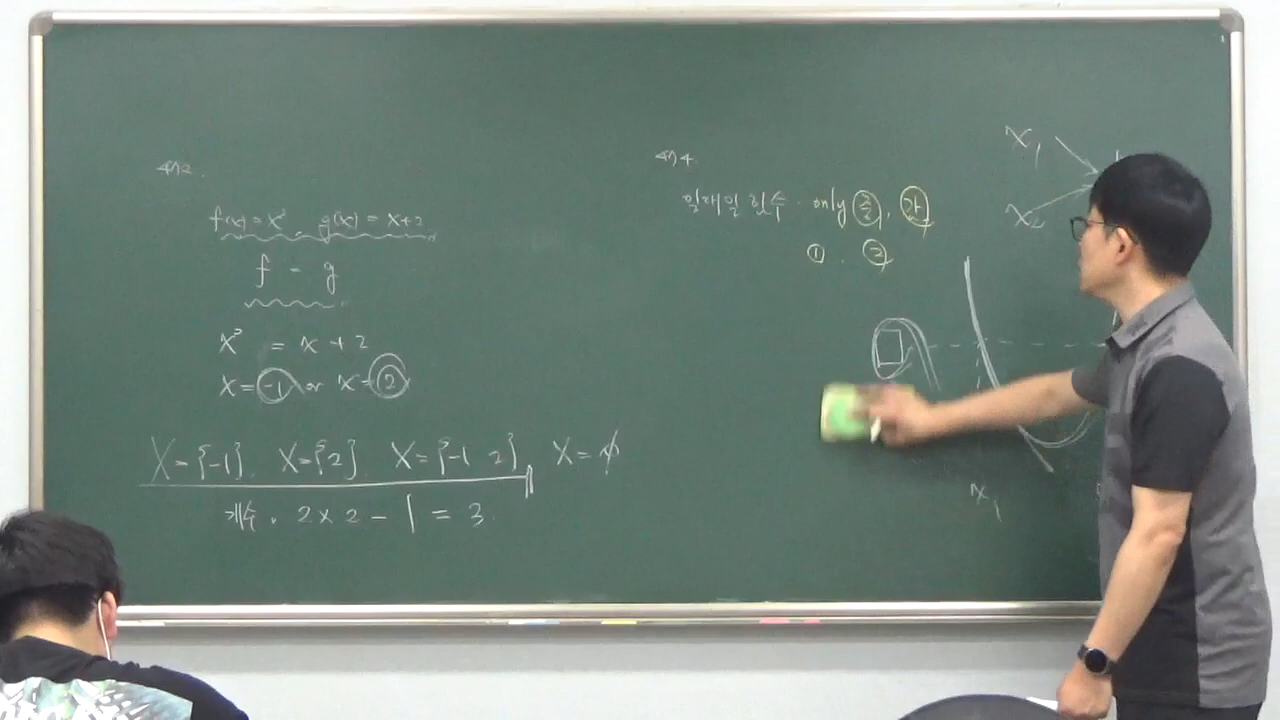 f(x)=x², g(x)=x+2
f = g
x² = x + 2
x = -1 or x = 2
X={-1}, X={2}, X={-1, 2}, X=∅
개수. 2×2-1=3.
일대일 함수. only 증, 감
①. ②
x₁
x₂
x₁